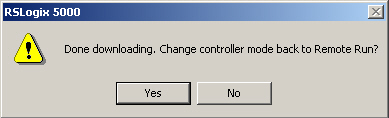 RSLogix 5000
Done downloading. Change controller mode back to Remote Run?
Yes
No